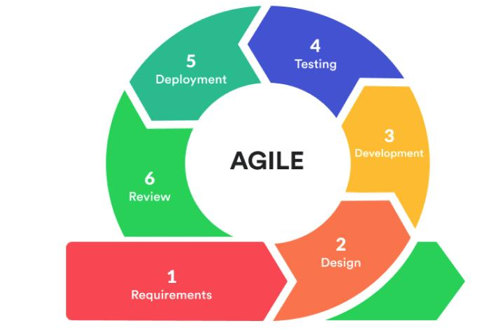 AGILE
1
Requirements
2
Design
3
Development
4
Testing
5
Deployment
6
Review